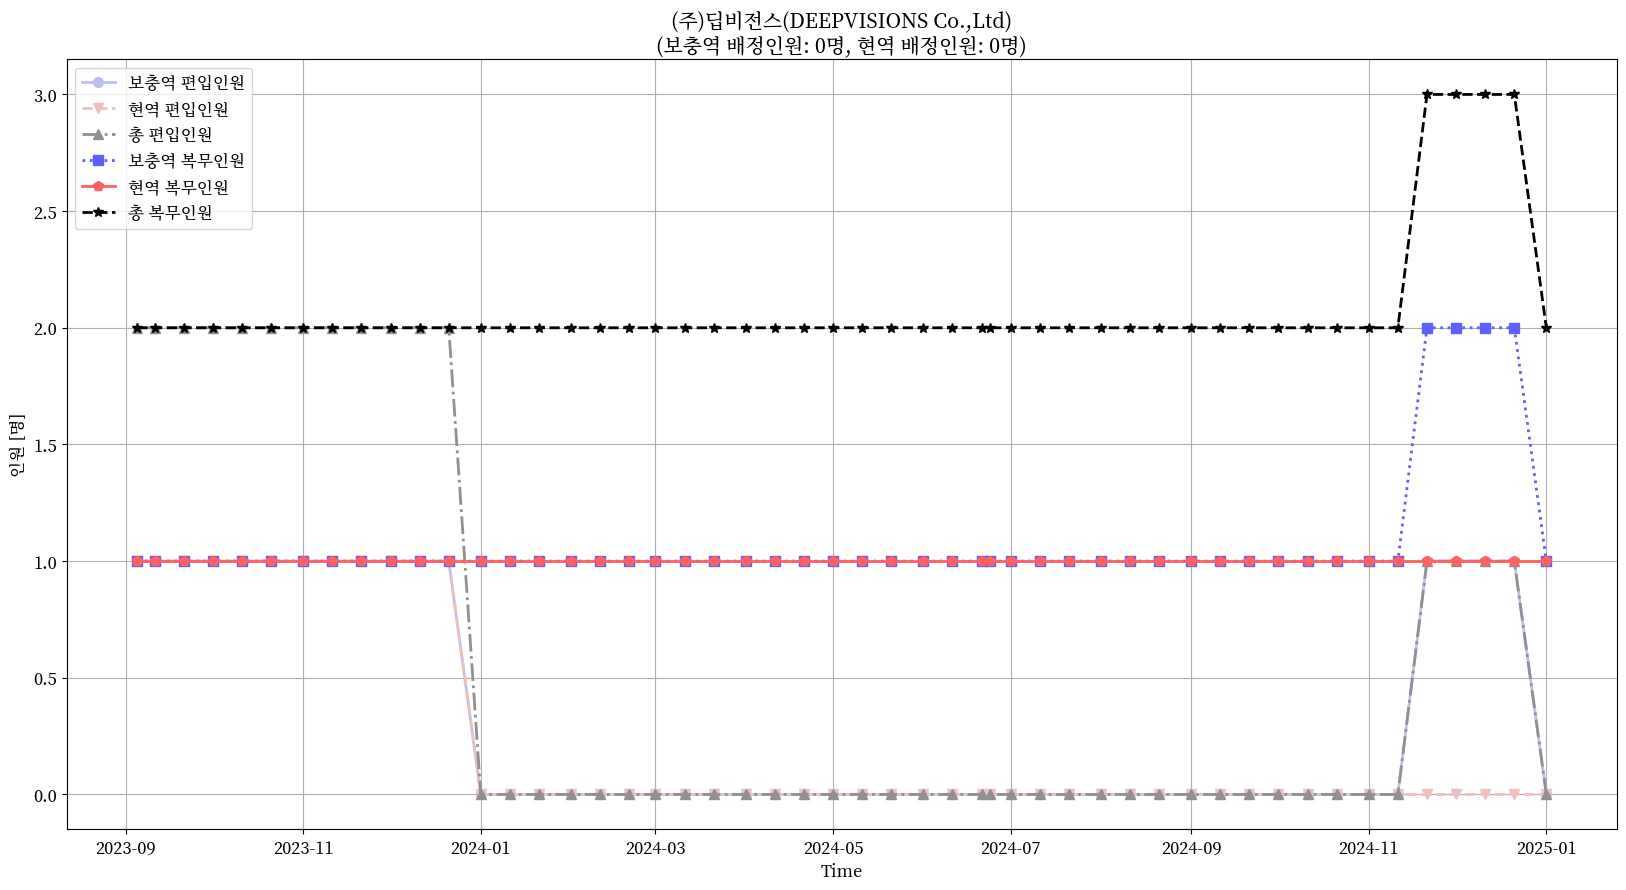 (주)딥비전스(DEEPVISIONS Co.,Ltd)
(보충역 배정인원: 0명, 현역 배정인원: 0명)
보충역 편입인원
현역 편입인원
총 편입인원
보충역 복무인원
현역 복무인원
총 복무인원
인원 [명]
3.0
2.5
2.0
1.5
1.0
0.5
0.0
2023-09 2023-11 2024-01 2024-03 2024-05 2024-07 2024-09 2024-11 2025-01
Time